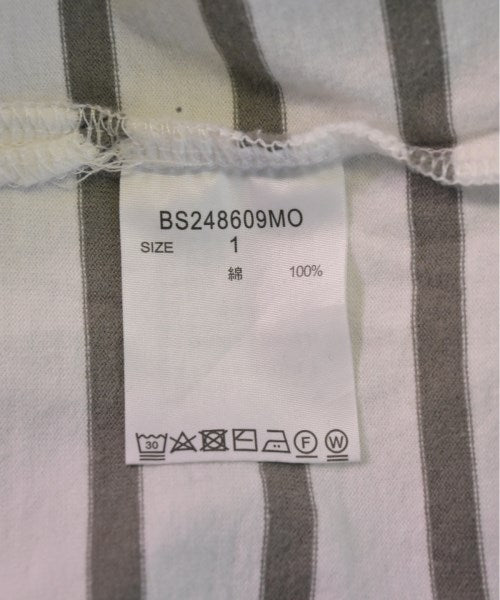 BS248609MO
SIZE 1
綿 100%
30 F W